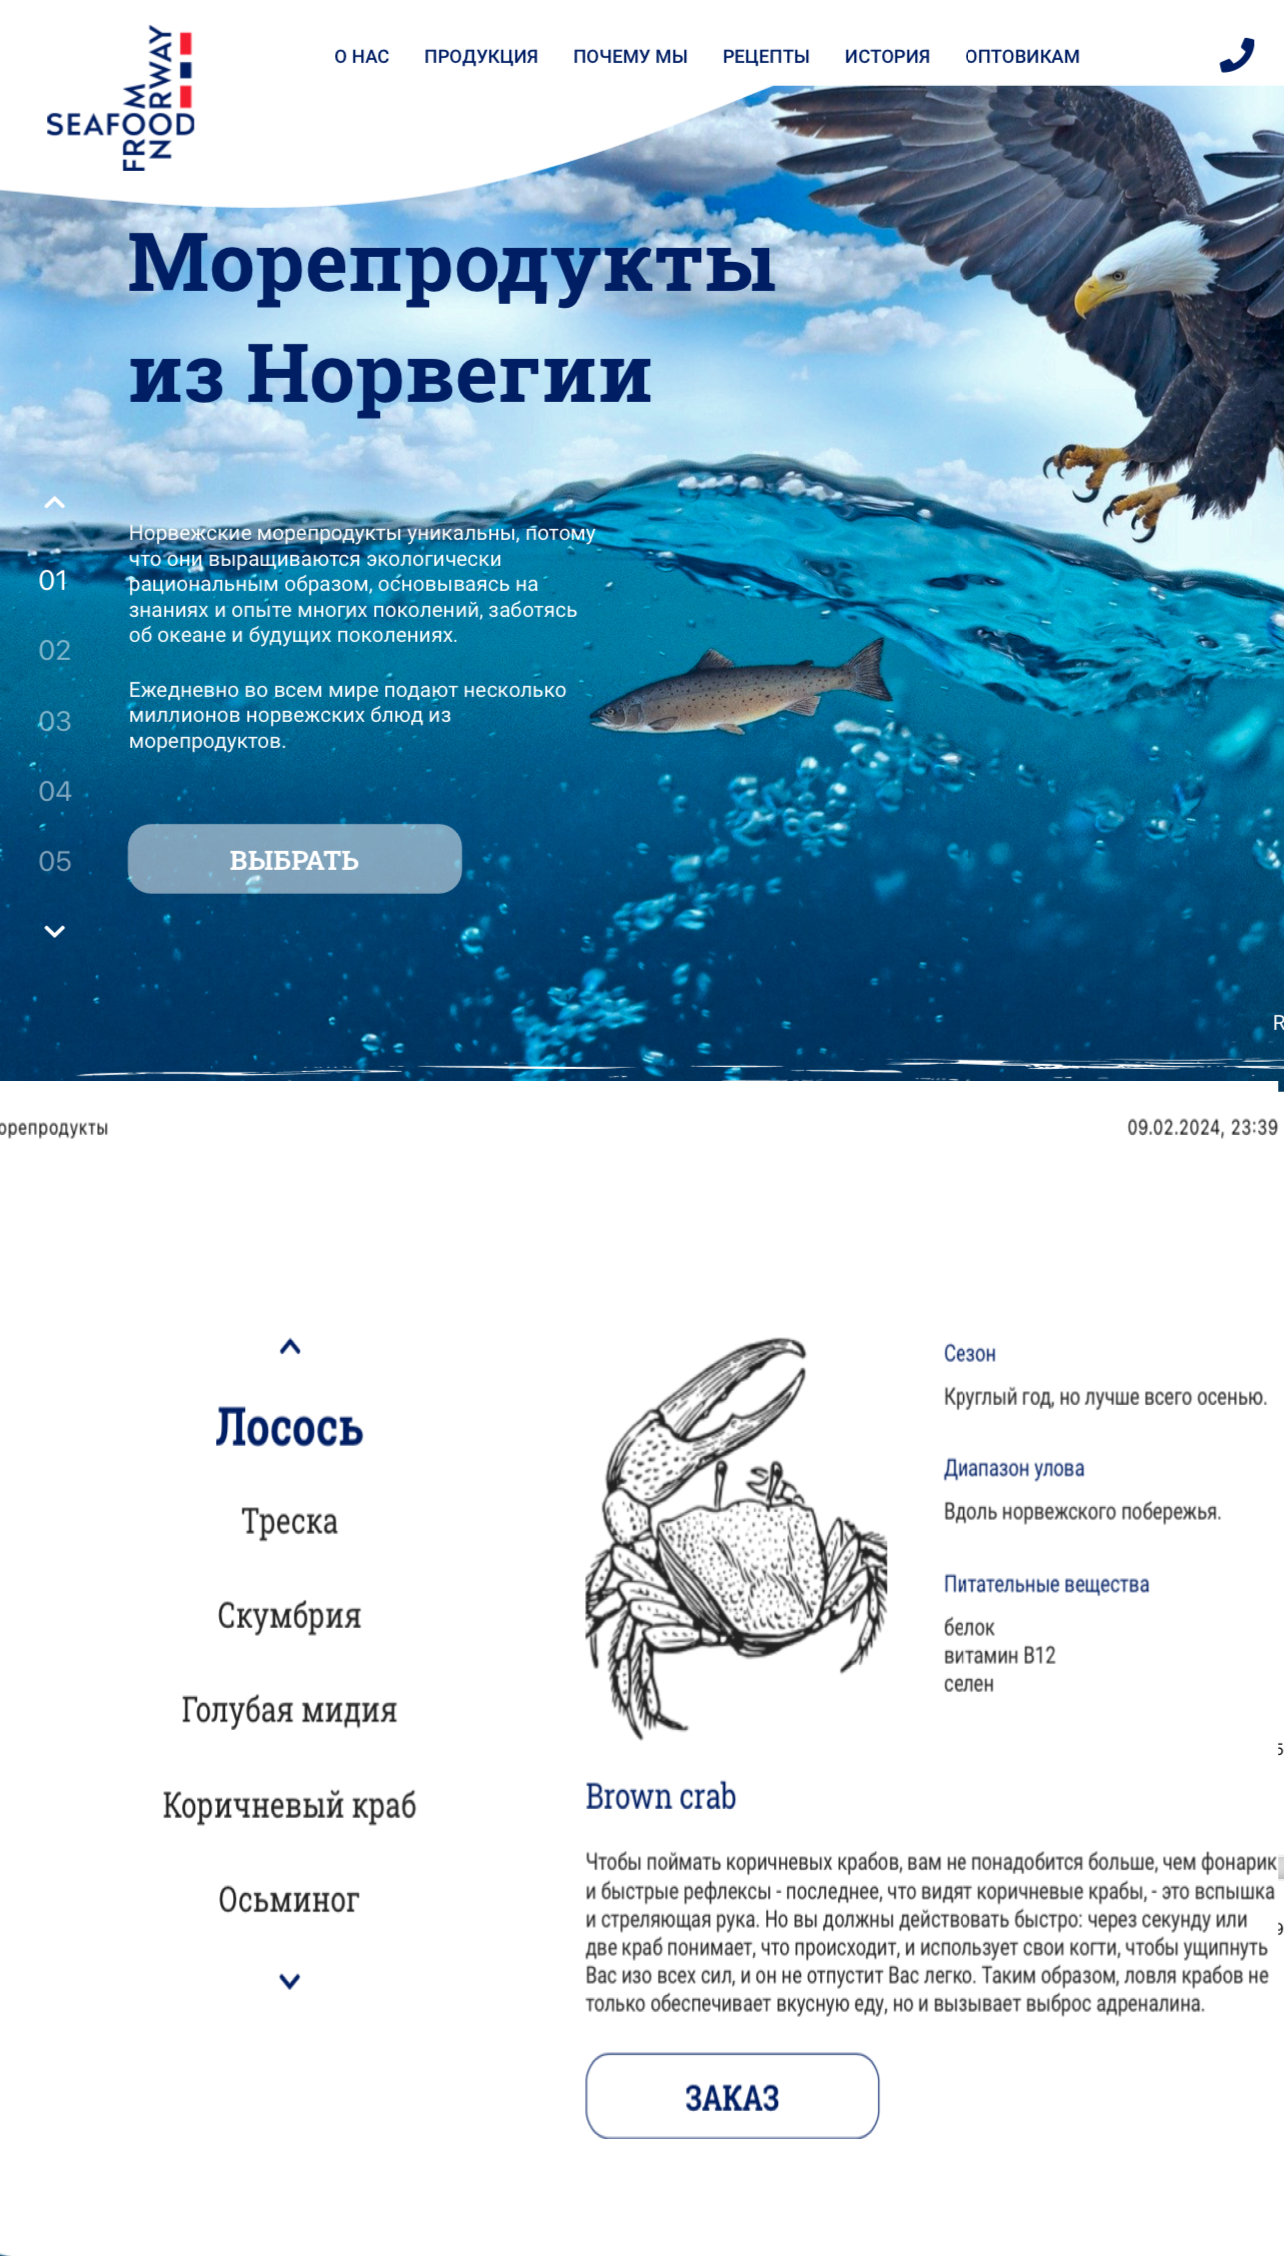 SEAFOOD
FROM
NORWAY
О НАС ПРОДУКЦИЯ ПОЧЕМУ МЫ РЕЦЕПТЫ ИСТОРИЯ ОПТОВИКАМ
Морепродукты
из Норвегии
Норвежские морепродукты уникальны, потому
что они выращиваются экологически
рациональным образом, основываясь на
знаниях и опыте многих поколений, заботясь
об океане и будущих поколениях.
Ежедневно во всем мире подают несколько
миллионов норвежских блюд из
морепродуктов.
01
02
03
04
05
ВЫБРАТЬ
R
орепродукты
09.02.2024, 23:39
Лосось
Треска
Скумбрия
Голубая мидия
Коричневый краб
Осьминог
Сезон
Круглый год, но лучше всего осенью.
Диапазон улова
Вдоль норвежского побережья.
Питательные вещества
белок
витамин B12
селен
Brown crab
Чтобы поймать коричневых крабов, вам не понадобится больше, чем фонарик
и быстрые рефлексы - последнее, что видят коричневые крабы, - это вспышка
и стреляющая рука. Но вы должны действовать быстро: через секунду или
две краб понимает, что происходит, и использует свои когти, чтобы ущипнуть
Вас изо всех сил, и он не отпустит Вас легко. Таким образом, ловля крабов не
только обеспечивает вкусную еду, но и вызывает выброс адреналина.
ЗАКАЗ